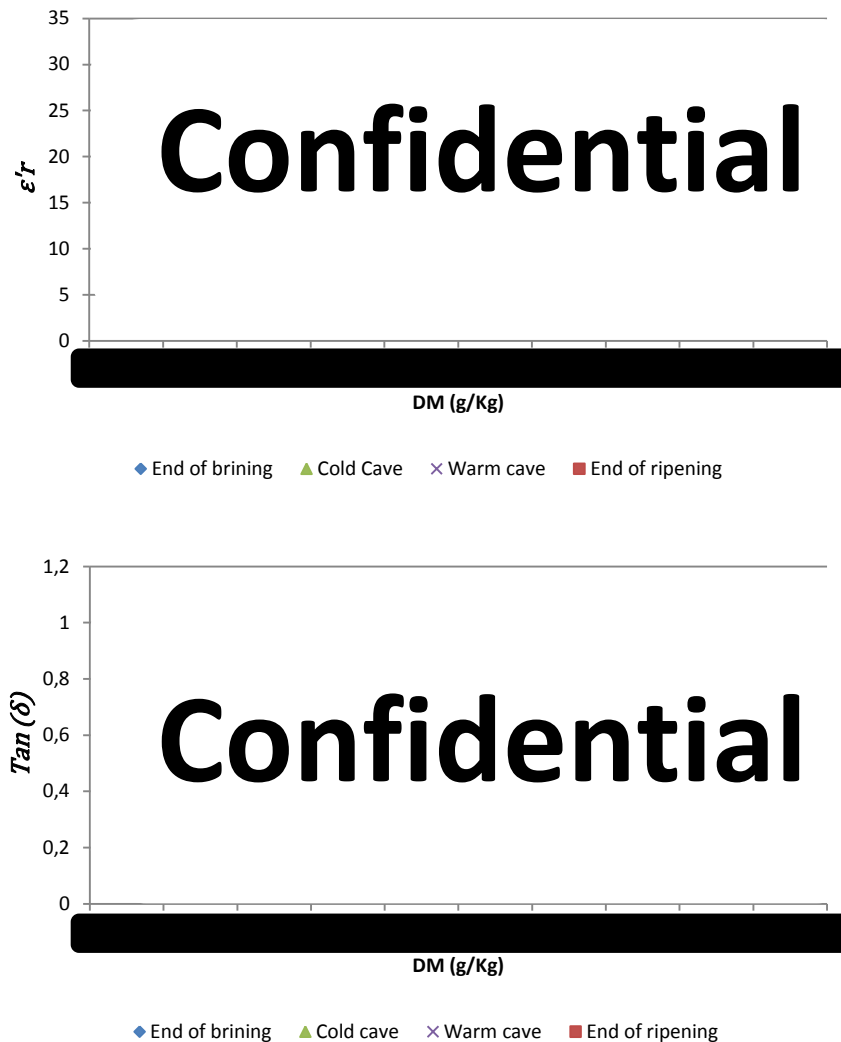 35
30
25
20
15
10
5
0
ε'r
Confidential
DM (g/Kg)
End of brining Cold Cave Warm cave End of ripening
1,2
1
0,8
0,6
0,4
0,2
0
Tan (δ)
Confidential
DM (g/Kg)
End of brining Cold cave Warm cave End of ripening